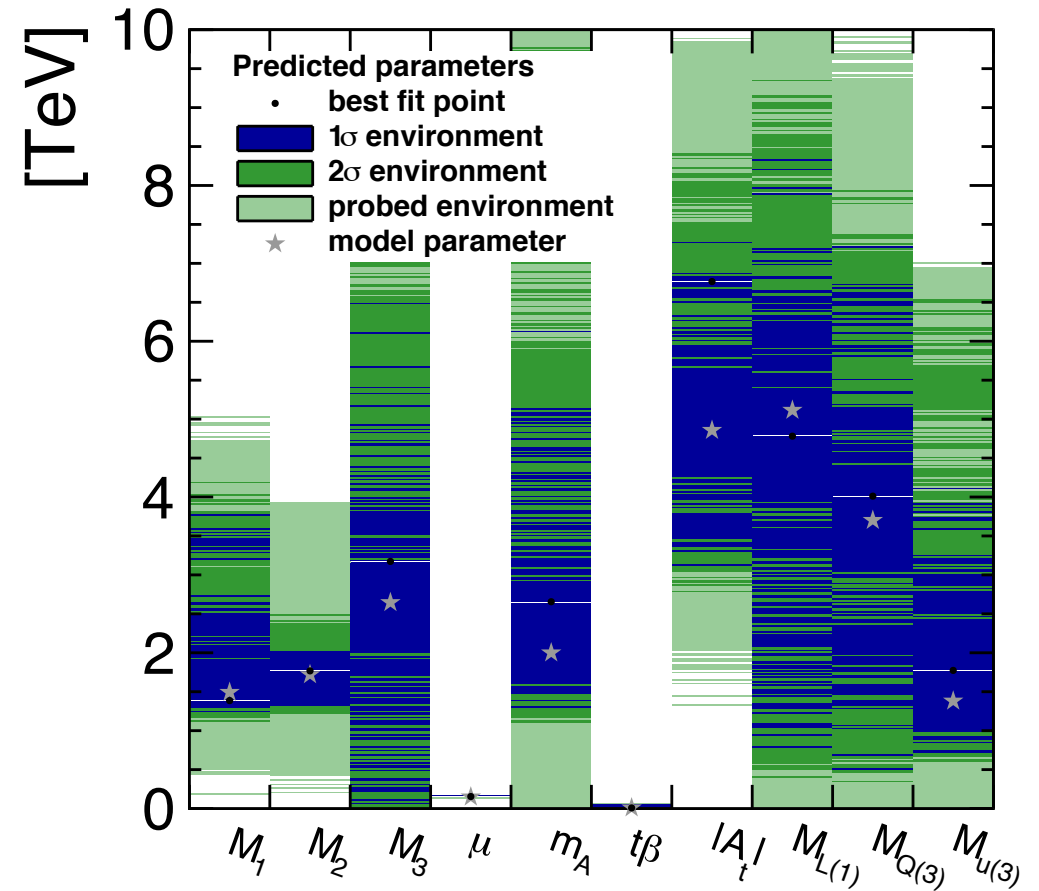 [TeV]
10
8
6
4
2
0
Predicted parameters
best fit point
1σ environment
2σ environment
probed environment
model parameter
M1
M2
M3
μ
mA
tβ
|At|
ML(1)
MQ(3)
Mu(3)